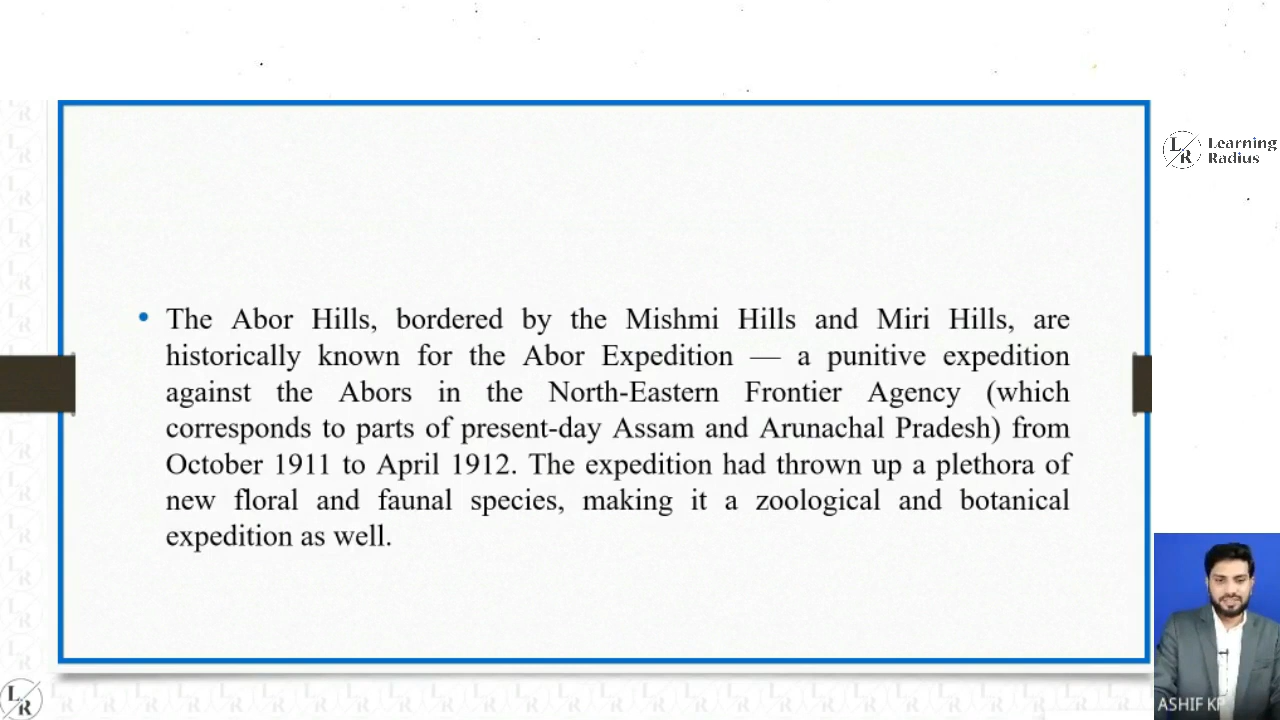 L
R
Learning
Radius
• The Abor Hills, bordered by the Mishmi Hills and Miri Hills, are
historically known for the Abor Expedition — a punitive expedition
against the Abors in the North-Eastern Frontier Agency (which
corresponds to parts of present-day Assam and Arunachal Pradesh) from
October 1911 to April 1912. The expedition had thrown up a plethora of
new floral and faunal species, making it a zoological and botanical
expedition as well.
ASHIF KP
L
R